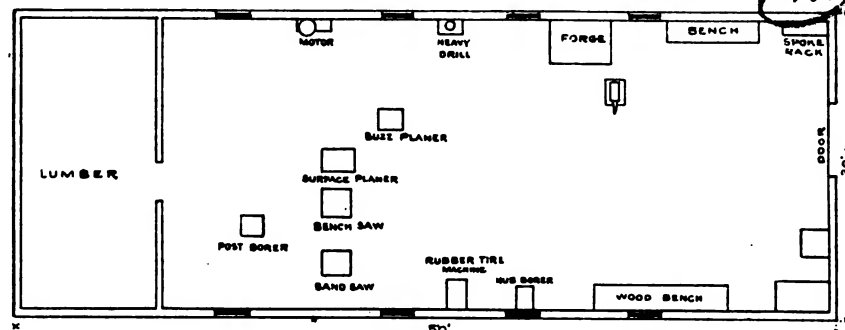 MOTOR
HEAVY
DRILL
FORGE
BENCH
SPOKE
RACK
BUZZ PLANER
DOOR
LUMBER
SURFACE PLANER
BENCH SAW
POST BORER
BAND SAW
RUBBER TIRE
MACHINE
HUB BORER
WOOD BENCH
50'